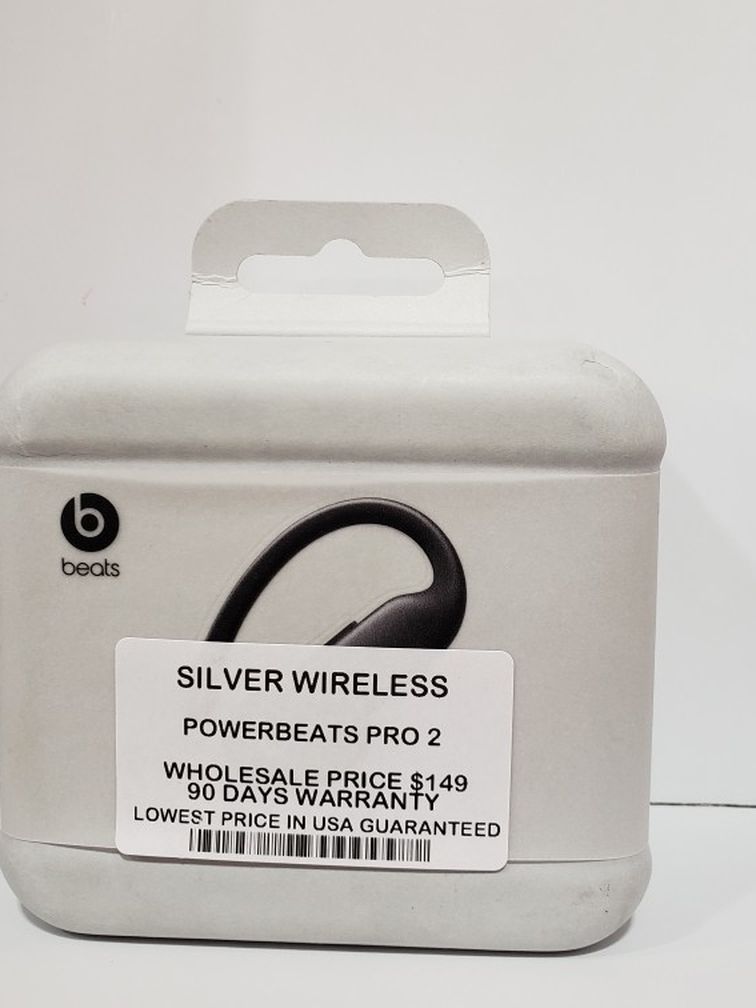 beats
SILVER WIRELESS
POWERBEATS PRO 2
WHOLESALE PRICE $149
90 DAYS WARRANTY
LOWEST PRICE IN USA GUARANTEED